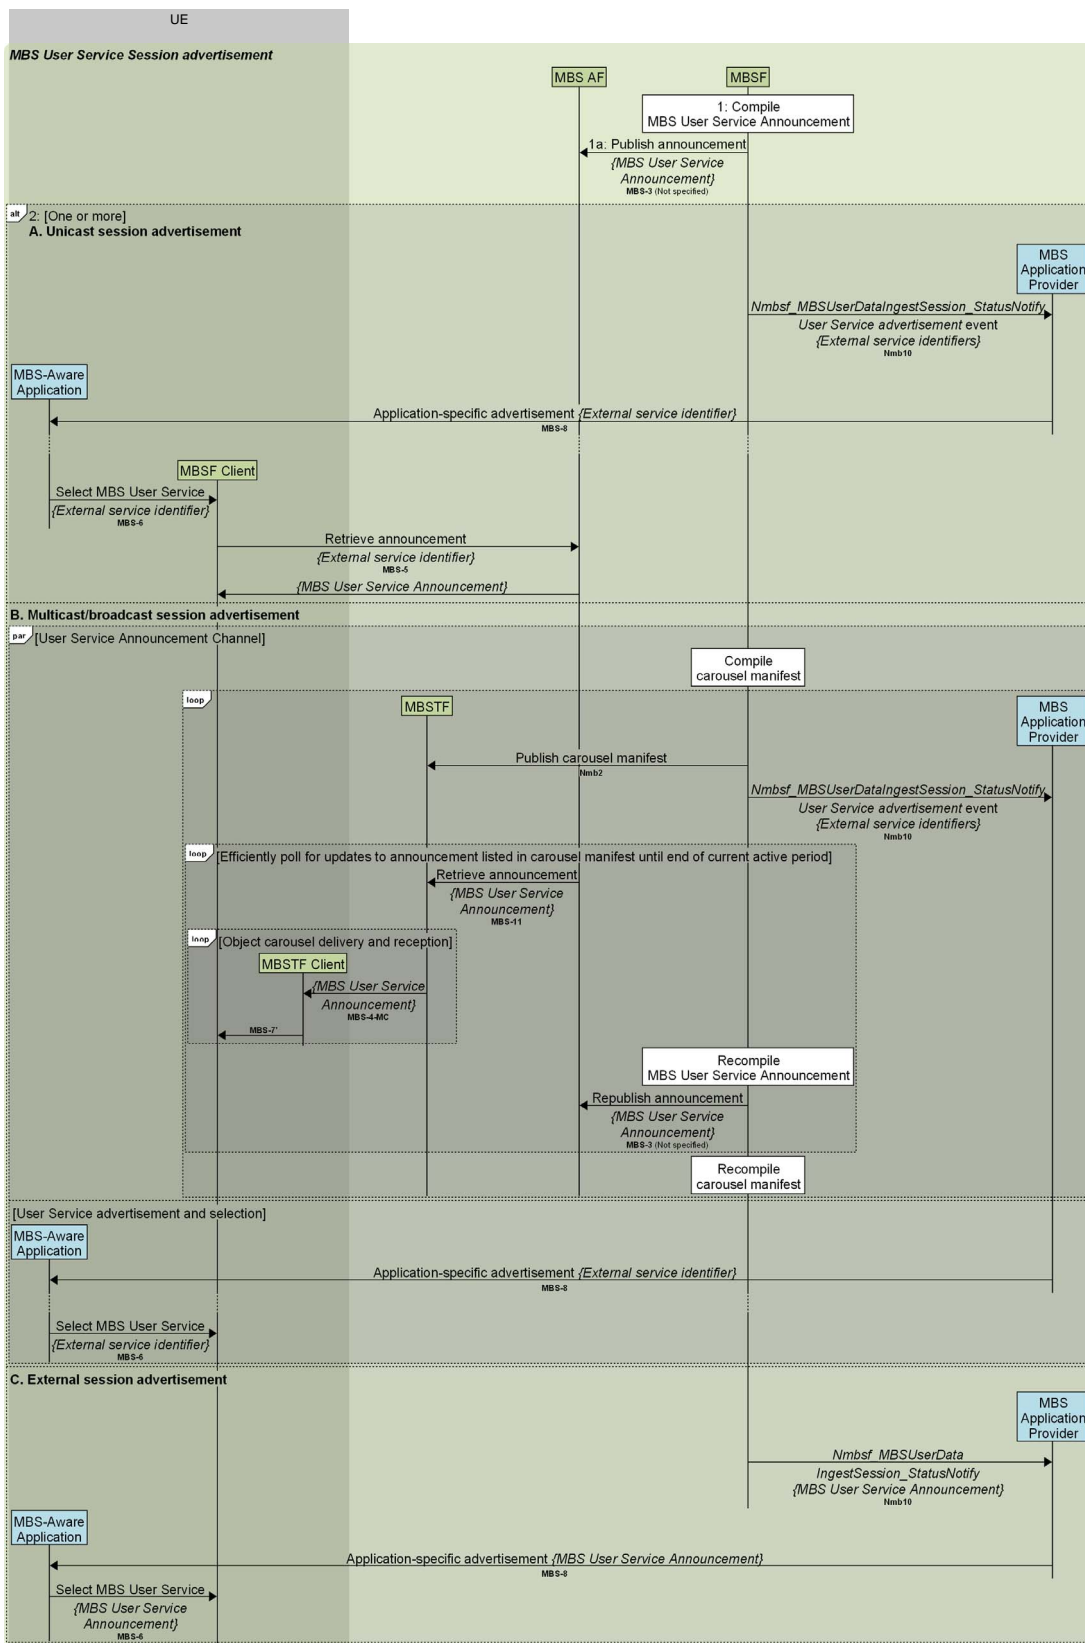 UE
MBS User Service Session advertisement
MBS AF
MBSF
1: Compile
MBS User Service Announcement
1a: Publish announcement
{MBS User Service
Announcement}
MBS-3 (Not specified)
alt
2: [One or more]
A. Unicast session advertisement
MBS
Application
Provider
Nmbsf_MBSUserDataIngestSession_StatusNotify
User Service advertisement event
{External service identifiers}
Nmb10
MBS-Aware
Application
Application-specific advertisement {External service identifier}
MBS-8
MBSF Client
Select MBS User Service
{External service identifier}
MBS-6
Retrieve announcement
{External service identifier}
MBS-5
{MBS User Service Announcement}
B. Multicast/broadcast session advertisement
par
[User Service Announcement Channel]
Compile
carousel manifest
loop
MBSTF
MBS
Application
Provider
Publish carousel manifest
Nmb2
Nmbsf_MBSUserDataIngestSession_StatusNotify
User Service advertisement event
{External service identifiers}
Nmb10
loop
[Efficiently poll for updates to announcement listed in carousel manifest until end of current active period]
Retrieve announcement
{MBS User Service
Announcement}
MBS-11
loop
[Object carousel delivery and reception]
MBSTF Client
{MBS User Service
Announcement}
MBS-4-MC
MBS-7'
Recompile
MBS User Service Announcement
Republish announcement
{MBS User Service
Announcement}
MBS-3 (Not specified)
Recompile
carousel manifest
[User Service advertisement and selection]
MBS-Aware
Application
Application-specific advertisement {External service identifier}
MBS-8
Select MBS User Service
{External service identifier}
MBS-6
C. External session advertisement
MBS
Application
Provider
Nmbsf_MBSUserData
IngestSession_StatusNotify
{MBS User Service Announcement}
Nmb10
MBS-Aware
Application
Application-specific advertisement {MBS User Service Announcement}
MBS-8
Select MBS User Service
{MBS User Service
Announcement}
MBS-6